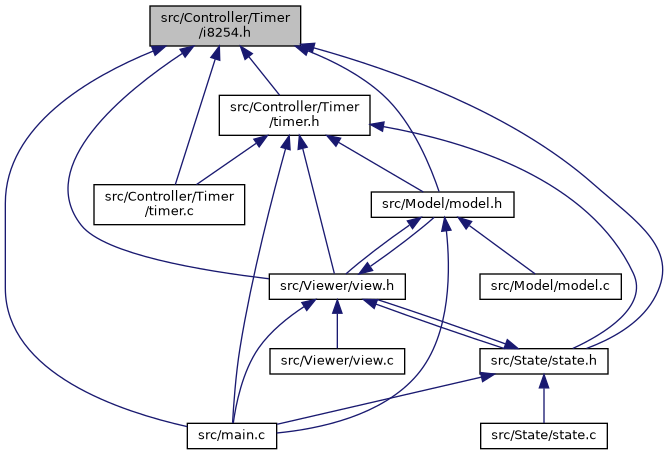 src/Controller/Timer
/i8254.h
src/Controller/Timer
/timer.h
src/Controller/Timer
/timer.c
src/Model/model.h
src/Viewer/view.h
src/Model/model.c
src/Viewer/view.c
src/State/state.h
src/main.c
src/State/state.c